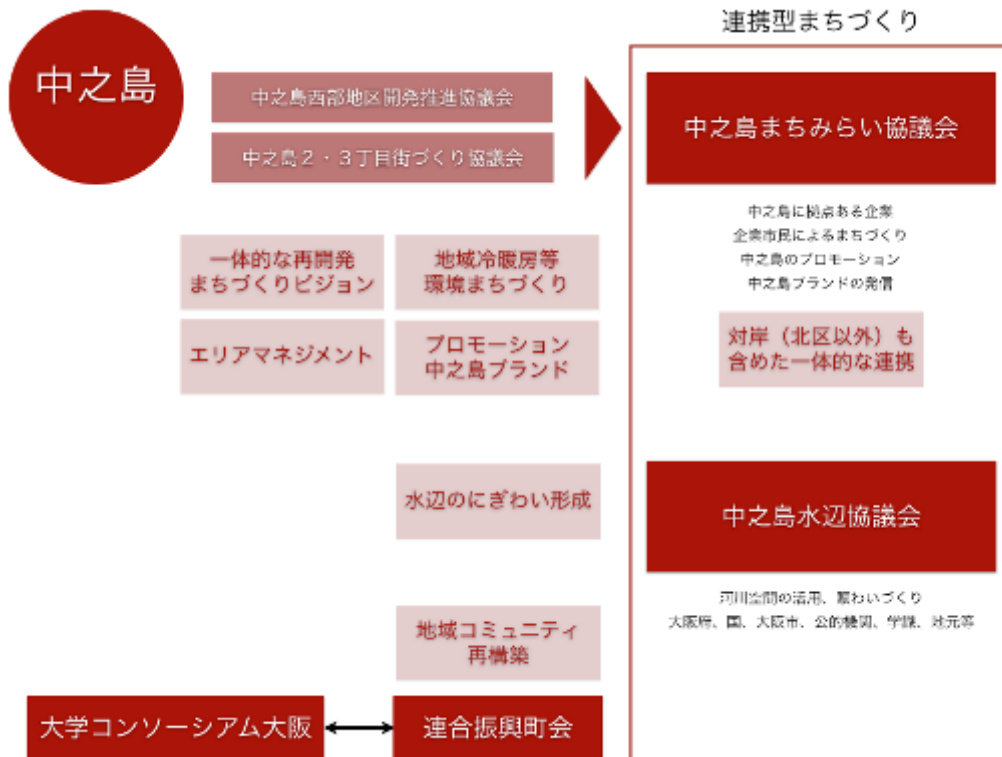 連携型まちづくり
中之島
中之島西部地区開発推進協議会
中之島２・３丁目街づくり協議会
中之島まちみらい協議会
中之島に拠点ある企業
企業市民によるまちづくり
中之島のプロモーション
中之島ブランドの発信
一体的な再開発
まちづくりビジョン
地域冷暖房等
環境まちづくり
エリアマネジメント
プロモーション
中之島ブランド
対岸（北区以外）も
含めた一体的な連携
水辺のにぎわい形成
中之島水辺協議会
河川空間の活用、賑わいづくり
大阪府、国、大阪市、公的機関、学識、地元等
地域コミュニティ
再構築
大学コンソーシアム大阪
連合振興町会